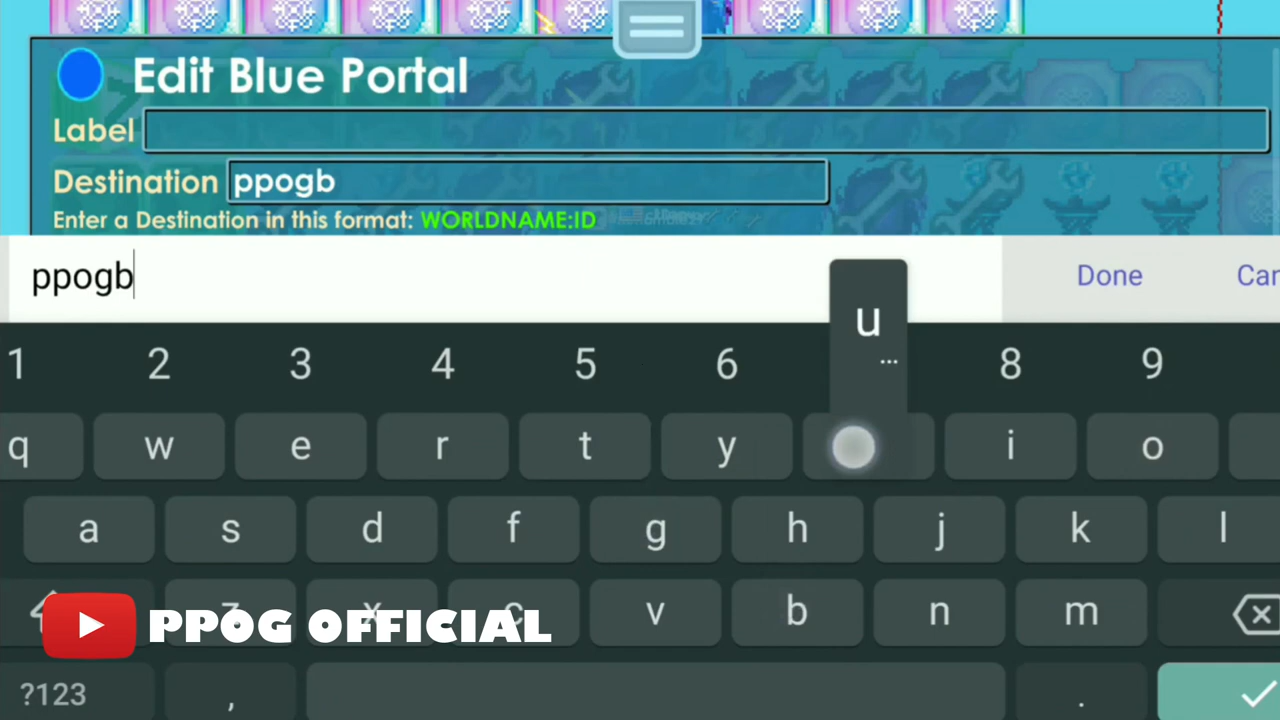 Edit Blue Portal
Label
Destination ppogb
Enter a Destination in this format: WORLDNAME:ID
ppogb
Done
u
...
1 2 3 4 5 6 8 9
q w e r t y i o
a s d f g h j k l
z x c v b n m
PPOG OFFICIAL
?123 , .